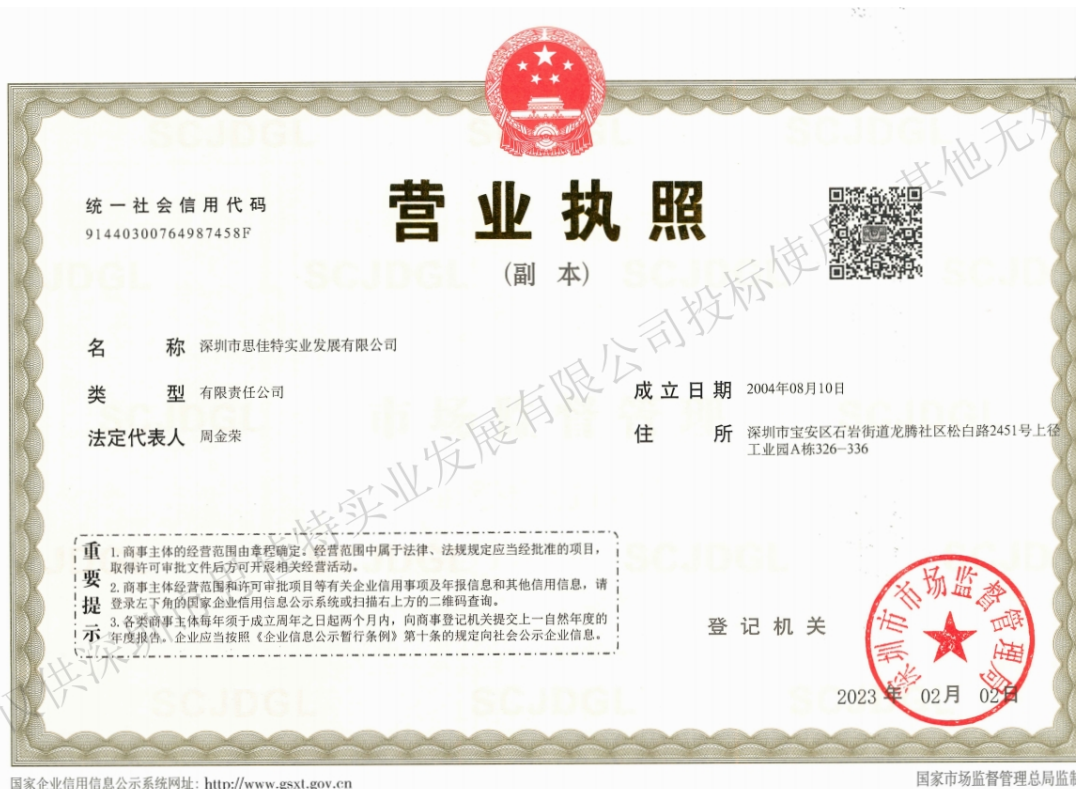 统一社会信用代码
91440300764987458F
营业执照
(副 本)
名 称 深圳市思佳特实业发展有限公司
类 型 有限责任公司
法定代表人 周金荣
成立日期 2004年08月10日
住 所 深圳市宝安区石岩街道龙腾社区松白路2451号上径
工业园A栋326-336
重要提示
1.商事主体的经营范围由章程确定。经营范围中属于法律、法规规定应当经批准的项目，
取得许可审批文件后方可开展相关经营活动。
2.商事主体经营范围和许可审批项目等有关企业信用事项及年报信息和其他信用信息，请
登录左下角的国家企业信用信息公示系统或扫描右上方的二维码查询。
3.各类商事主体每年须于成立周年之日起两个月内，向商事登记机关提交上一自然年度的
年度报告。企业应当按照《企业信息公示暂行条例》第十条的规定向社会公示企业信息。
登记机关
深圳市市场监督管理局
2023年 02月 02日
国家企业信用信息公示系统网址: http://www.gsxt.gov.cn
国家市场监督管理总局监制
仅供深圳市思佳特实业发展有限公司投标使用,其他无效
SCJDGL